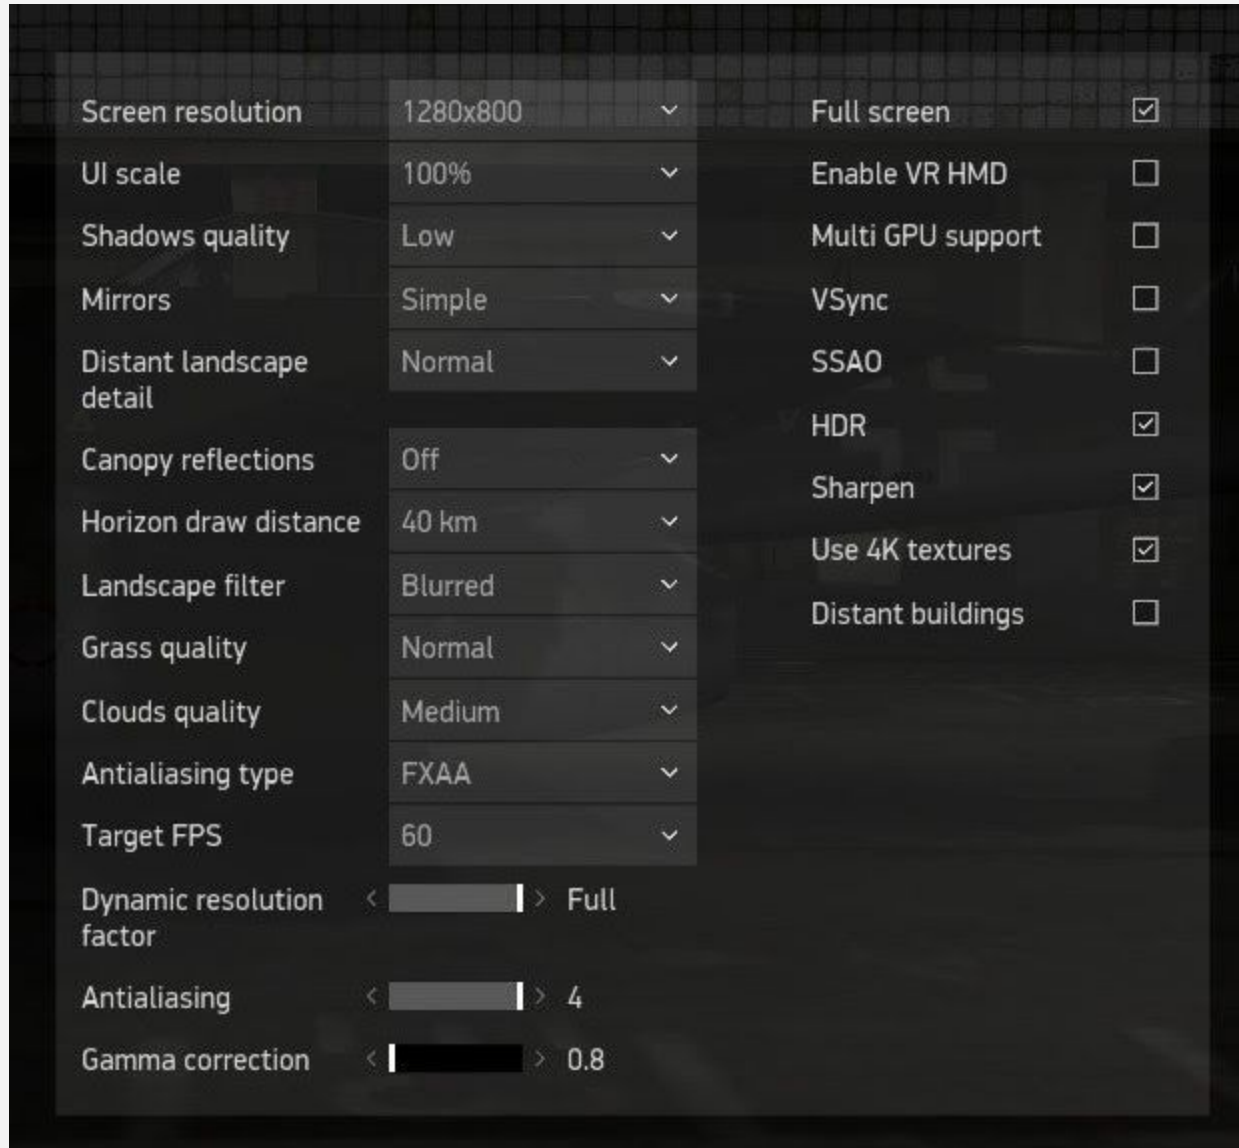 Screen resolution 1280x800
UI scale 100%
Shadows quality Low
Mirrors Simple
Distant landscape Normal
detail
Canopy reflections Off
Horizon draw distance 40 km
Landscape filter Blurred
Grass quality Normal
Clouds quality Medium
Antialiasing type FXAA
Target FPS 60
Dynamic resolution < > Full
factor
Antialiasing < > 4
Gamma correction < > 0.8
Full screen
Enable VR HMD
Multi GPU support
VSync
SSAO
HDR
Sharpen
Use 4K textures
Distant buildings